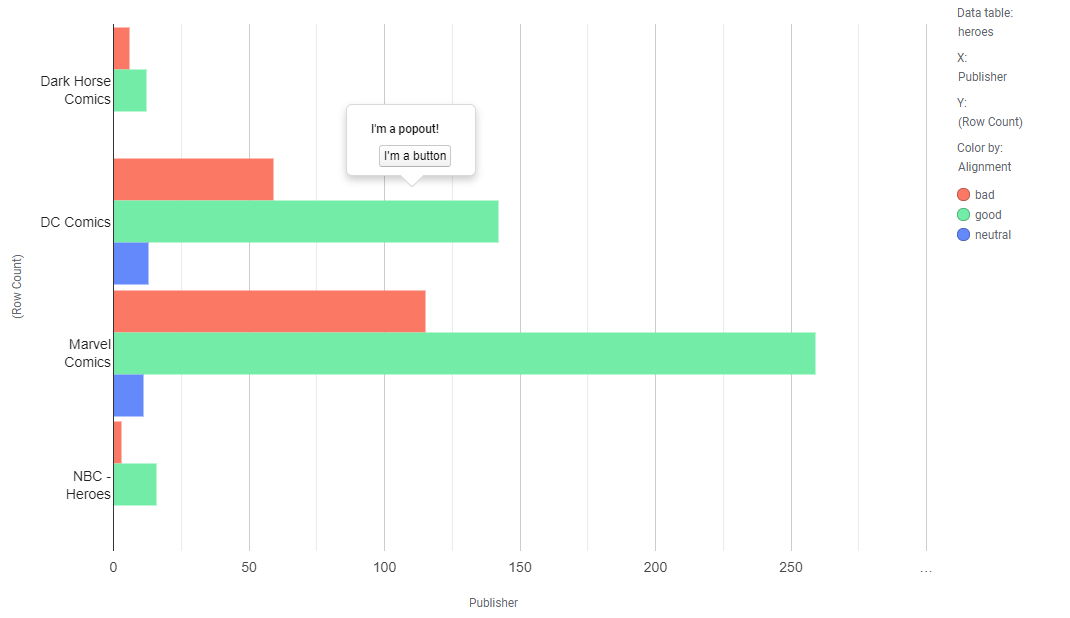 Dark Horse
Comics
DC Comics
Marvel
Comics
NBC -
Heroes
(Row Count)
I'm a popout!
I'm a button
0
50
100
150
200
250
...
Publisher
Data table:
heroes
X:
Publisher
Y:
(Row Count)
Color by:
Alignment
bad
good
neutral